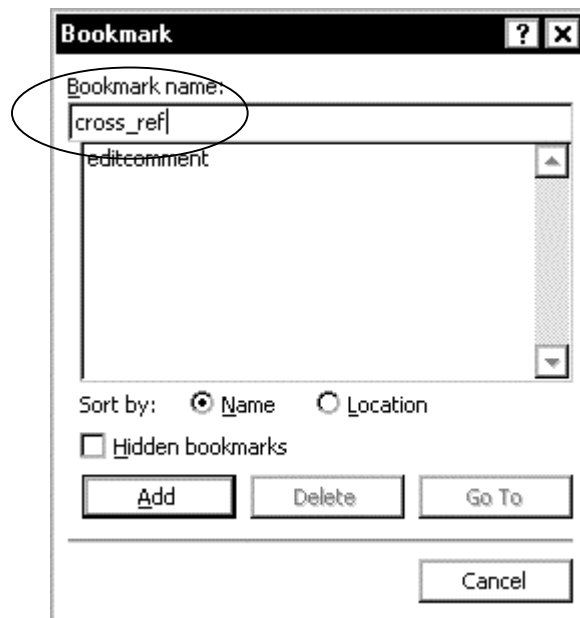 Bookmark ? X
Bookmark name:
cross_ref
editcomment
Sort by: Name Location
Hidden bookmarks
Add Delete Go To
Cancel